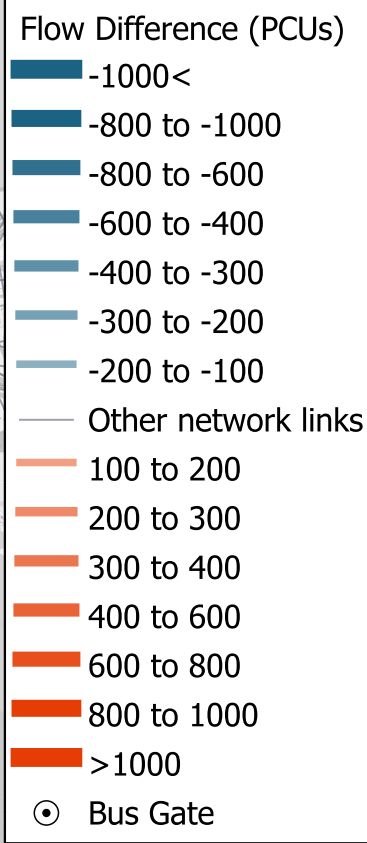 Flow Difference (PCUs)
-1000<
-800 to -1000
-800 to -600
-600 to -400
-400 to -300
-300 to -200
-200 to -100
Other network links
100 to 200
200 to 300
300 to 400
400 to 600
600 to 800
800 to 1000
>1000
Bus Gate